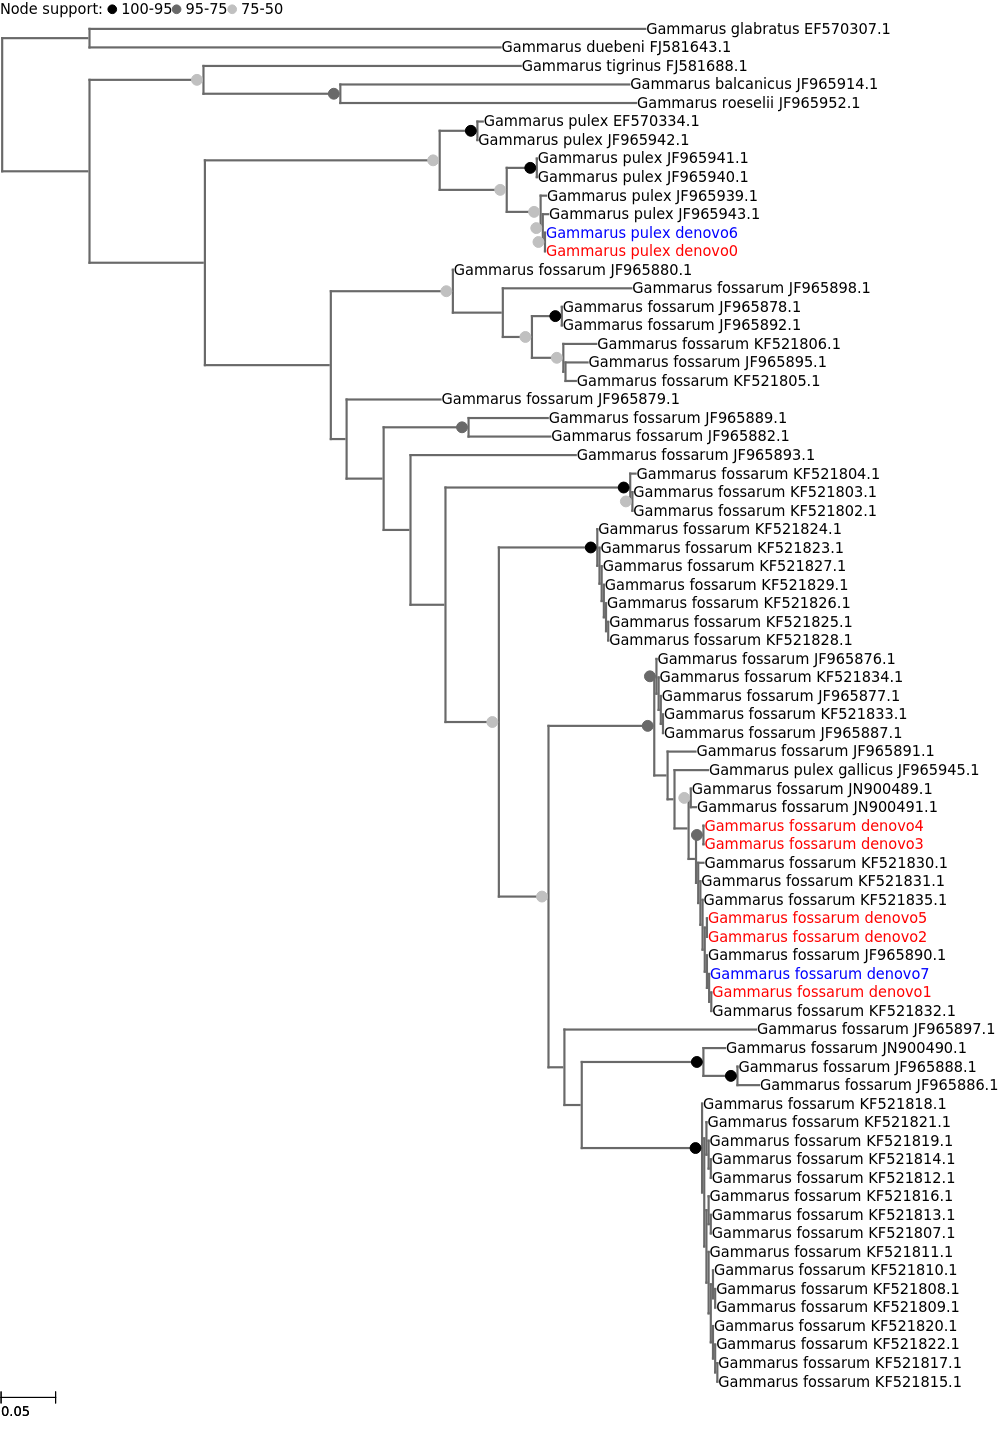 Node support: 100-95 95-75 75-50
Gammarus glabratus EF570307.1
Gammarus duebeni FJ581643.1
Gammarus tigrinus FJ581688.1
Gammarus balcanicus JF965914.1
Gammarus roeselii JF965952.1
Gammarus pulex EF570334.1
Gammarus pulex JF965942.1
Gammarus pulex JF965941.1
Gammarus pulex JF965940.1
Gammarus pulex JF965939.1
Gammarus pulex JF965943.1
Gammarus pulex denovo6
Gammarus pulex denovo0
Gammarus fossarum JF965880.1
Gammarus fossarum JF965898.1
Gammarus fossarum JF965878.1
Gammarus fossarum JF965892.1
Gammarus fossarum KF521806.1
Gammarus fossarum JF965895.1
Gammarus fossarum KF521805.1
Gammarus fossarum JF965879.1
Gammarus fossarum JF965889.1
Gammarus fossarum JF965882.1
Gammarus fossarum JF965893.1
Gammarus fossarum KF521804.1
Gammarus fossarum KF521803.1
Gammarus fossarum KF521802.1
Gammarus fossarum KF521824.1
Gammarus fossarum KF521823.1
Gammarus fossarum KF521827.1
Gammarus fossarum KF521829.1
Gammarus fossarum KF521826.1
Gammarus fossarum KF521825.1
Gammarus fossarum KF521828.1
Gammarus fossarum JF965876.1
Gammarus fossarum KF521834.1
Gammarus fossarum JF965877.1
Gammarus fossarum KF521833.1
Gammarus fossarum JF965887.1
Gammarus fossarum JF965891.1
Gammarus pulex gallicus JF965945.1
Gammarus fossarum JN900489.1
Gammarus fossarum JN900491.1
Gammarus fossarum denovo4
Gammarus fossarum denovo3
Gammarus fossarum KF521830.1
Gammarus fossarum KF521831.1
Gammarus fossarum KF521835.1
Gammarus fossarum denovo5
Gammarus fossarum denovo2
Gammarus fossarum JF965890.1
Gammarus fossarum denovo7
Gammarus fossarum denovo1
Gammarus fossarum KF521832.1
Gammarus fossarum JF965897.1
Gammarus fossarum JN900490.1
Gammarus fossarum JF965888.1
Gammarus fossarum JF965886.1
Gammarus fossarum KF521818.1
Gammarus fossarum KF521821.1
Gammarus fossarum KF521819.1
Gammarus fossarum KF521814.1
Gammarus fossarum KF521812.1
Gammarus fossarum KF521816.1
Gammarus fossarum KF521813.1
Gammarus fossarum KF521807.1
Gammarus fossarum KF521811.1
Gammarus fossarum KF521810.1
Gammarus fossarum KF521808.1
Gammarus fossarum KF521809.1
Gammarus fossarum KF521820.1
Gammarus fossarum KF521822.1
Gammarus fossarum KF521817.1
Gammarus fossarum KF521815.1
0.05